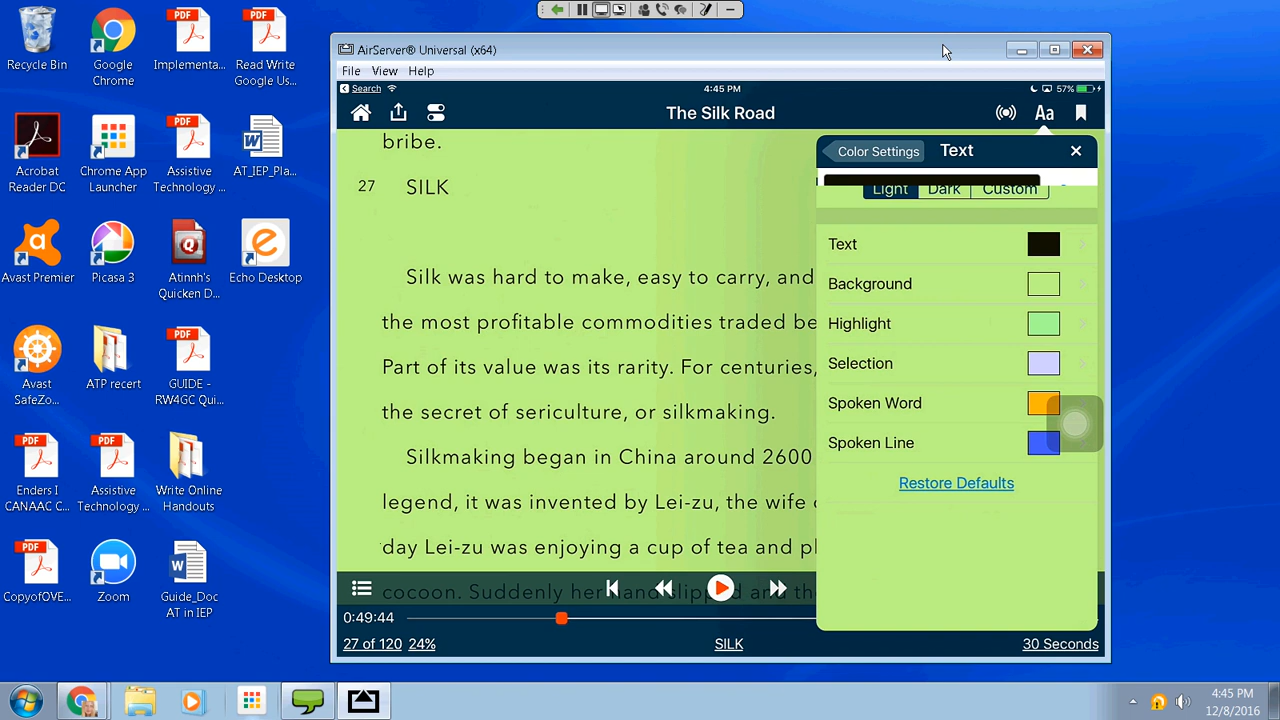 Recycle Bin
Google Chrome
Implementa...
Read Write Google Us...
Acrobat Reader DC
Chrome App Launcher
Assistive Technology ...
AT_IEP_Pla...
Avast Premier
Picasa 3
Atinnh's Quicken D...
Echo Desktop
Avast SafeZo...
ATP recert
GUIDE - RW4GC Qui...
Enders I CANAAC C...
Assistive Technology ...
Write Online Handouts
CopyofOVE...
Zoom
Guide_Doc AT in IEP
AirServer® Universal (x64)
File View Help
Search
4:45 PM
57%
The Silk Road
Aa
bribe.
27 SILK
Silk was hard to make, easy to carry, and
the most profitable commodities traded be
Part of its value was its rarity. For centuries,
the secret of sericulture, or silkmaking.
Silkmaking began in China around 2600
legend, it was invented by Lei-zu, the wife
day Lei-zu was enjoying a cup of tea and pl
cocoon. Suddenly her hand slipped and th
Color Settings
Text
Light Dark Custom
Text
Background
Highlight
Selection
Spoken Word
Spoken Line
Restore Defaults
0:49:44
27 of 120 24%
SILK
30 Seconds
4:45 PM
12/8/2016